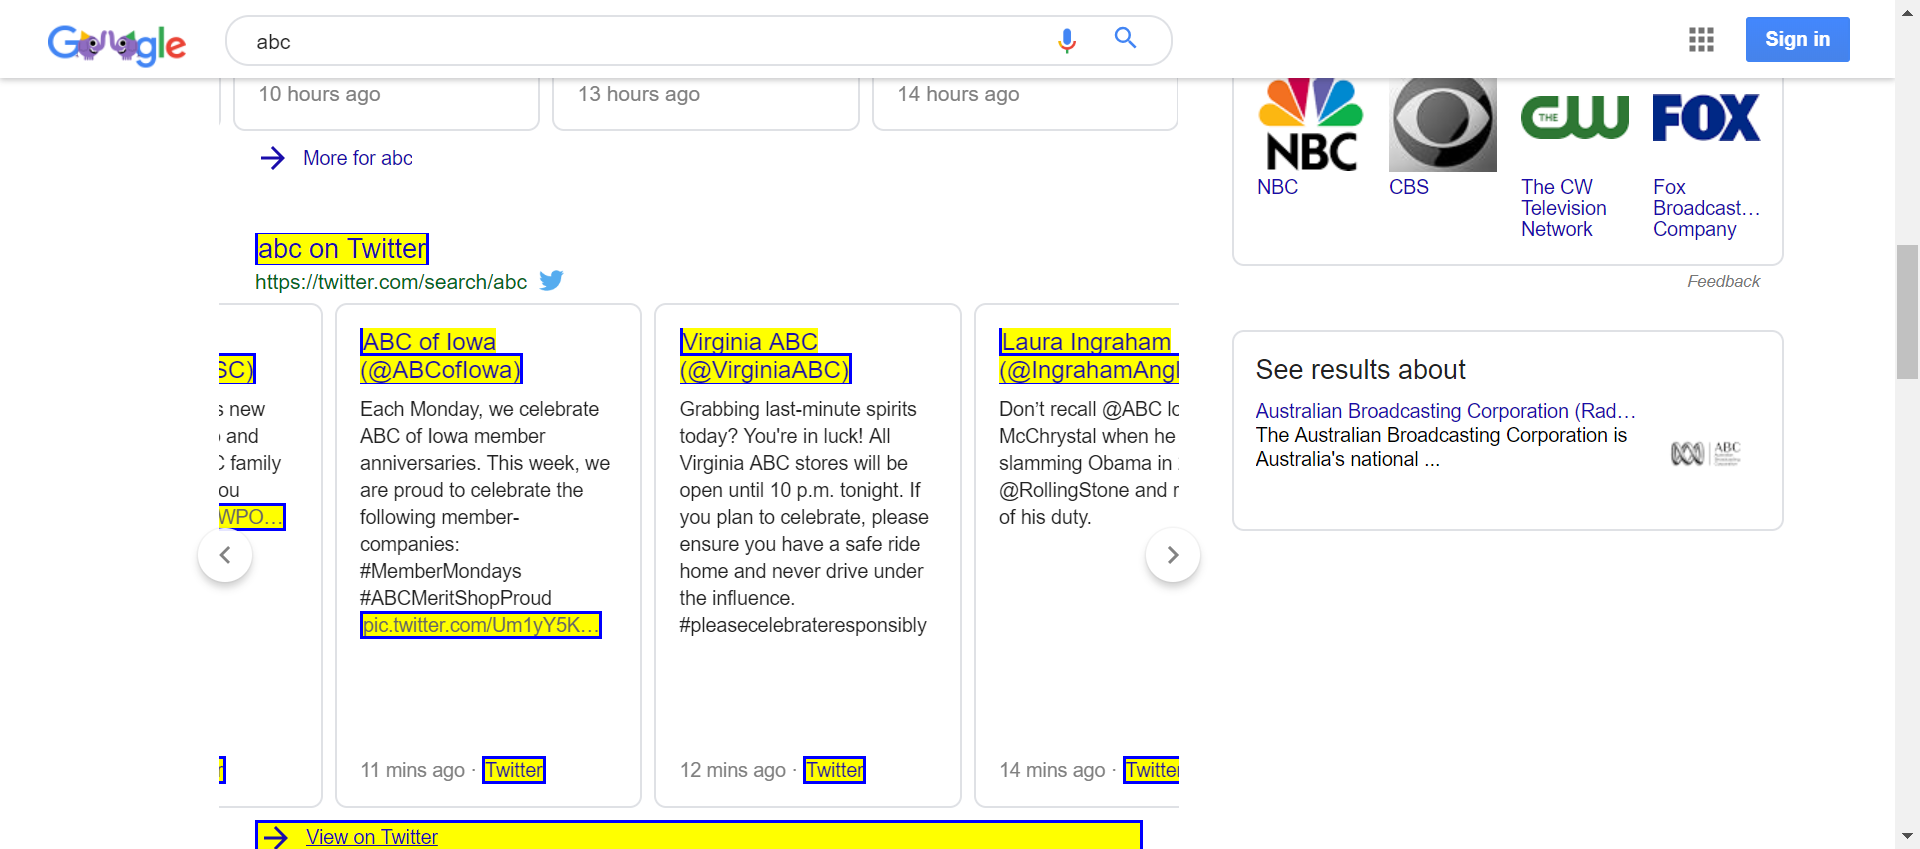 Google
abc
Sign in
10 hours ago
13 hours ago
14 hours ago
More for abc
NBC
THE CW
FOX
NBC
CBS
The CW
Television
Network
Fox
Broadcast…
Company
Feedback
abc on Twitter
https://twitter.com/search/abc
SC)
new
and
family
WPO...
ABC of Iowa
(@ABCofIowa)
Each Monday, we celebrate
ABC of Iowa member
anniversaries. This week, we
are proud to celebrate the
following member-
companies:
#MemberMondays
#ABCMeritShopProud
pic.twitter.com/Um1yY5K...
11 mins ago · Twitter
Virginia ABC
(@VirginiaABC)
Grabbing last-minute spirits
today? You're in luck! All
Virginia ABC stores will be
open until 10 p.m. tonight. If
you plan to celebrate, please
ensure you have a safe ride
home and never drive under
the influence.
#pleasecelebrateresponsibly
12 mins ago · Twitter
Laura Ingraham
(@IngrahamAngl
Don’t recall @ABC lo
McChrystal when he
slamming Obama in
@RollingStone and r
of his duty.
14 mins ago · Twitter
View on Twitter
See results about
Australian Broadcasting Corporation (Rad...
The Australian Broadcasting Corporation is
Australia's national ...
ABC